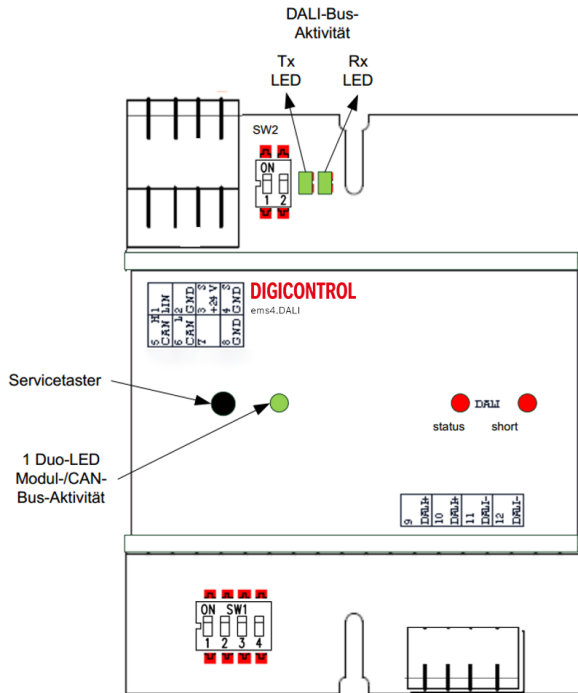 DALI-Bus-
Aktivität
Tx
LED
Rx
LED
SW2
ON
1 2
1 LIN
2 GND
3 S +24 V
4 S GND
5 H CAN
6 L CAN
7
8 GND
DIGICONTROL
ems4.DALI
Servicetaster
DALI
status
short
1 Duo-LED
Modul-/CAN-
Bus-Aktivität
9 DALI+
10 DALI+
11 DALI-
12 DALI-
ON SW1
1 2 3 4